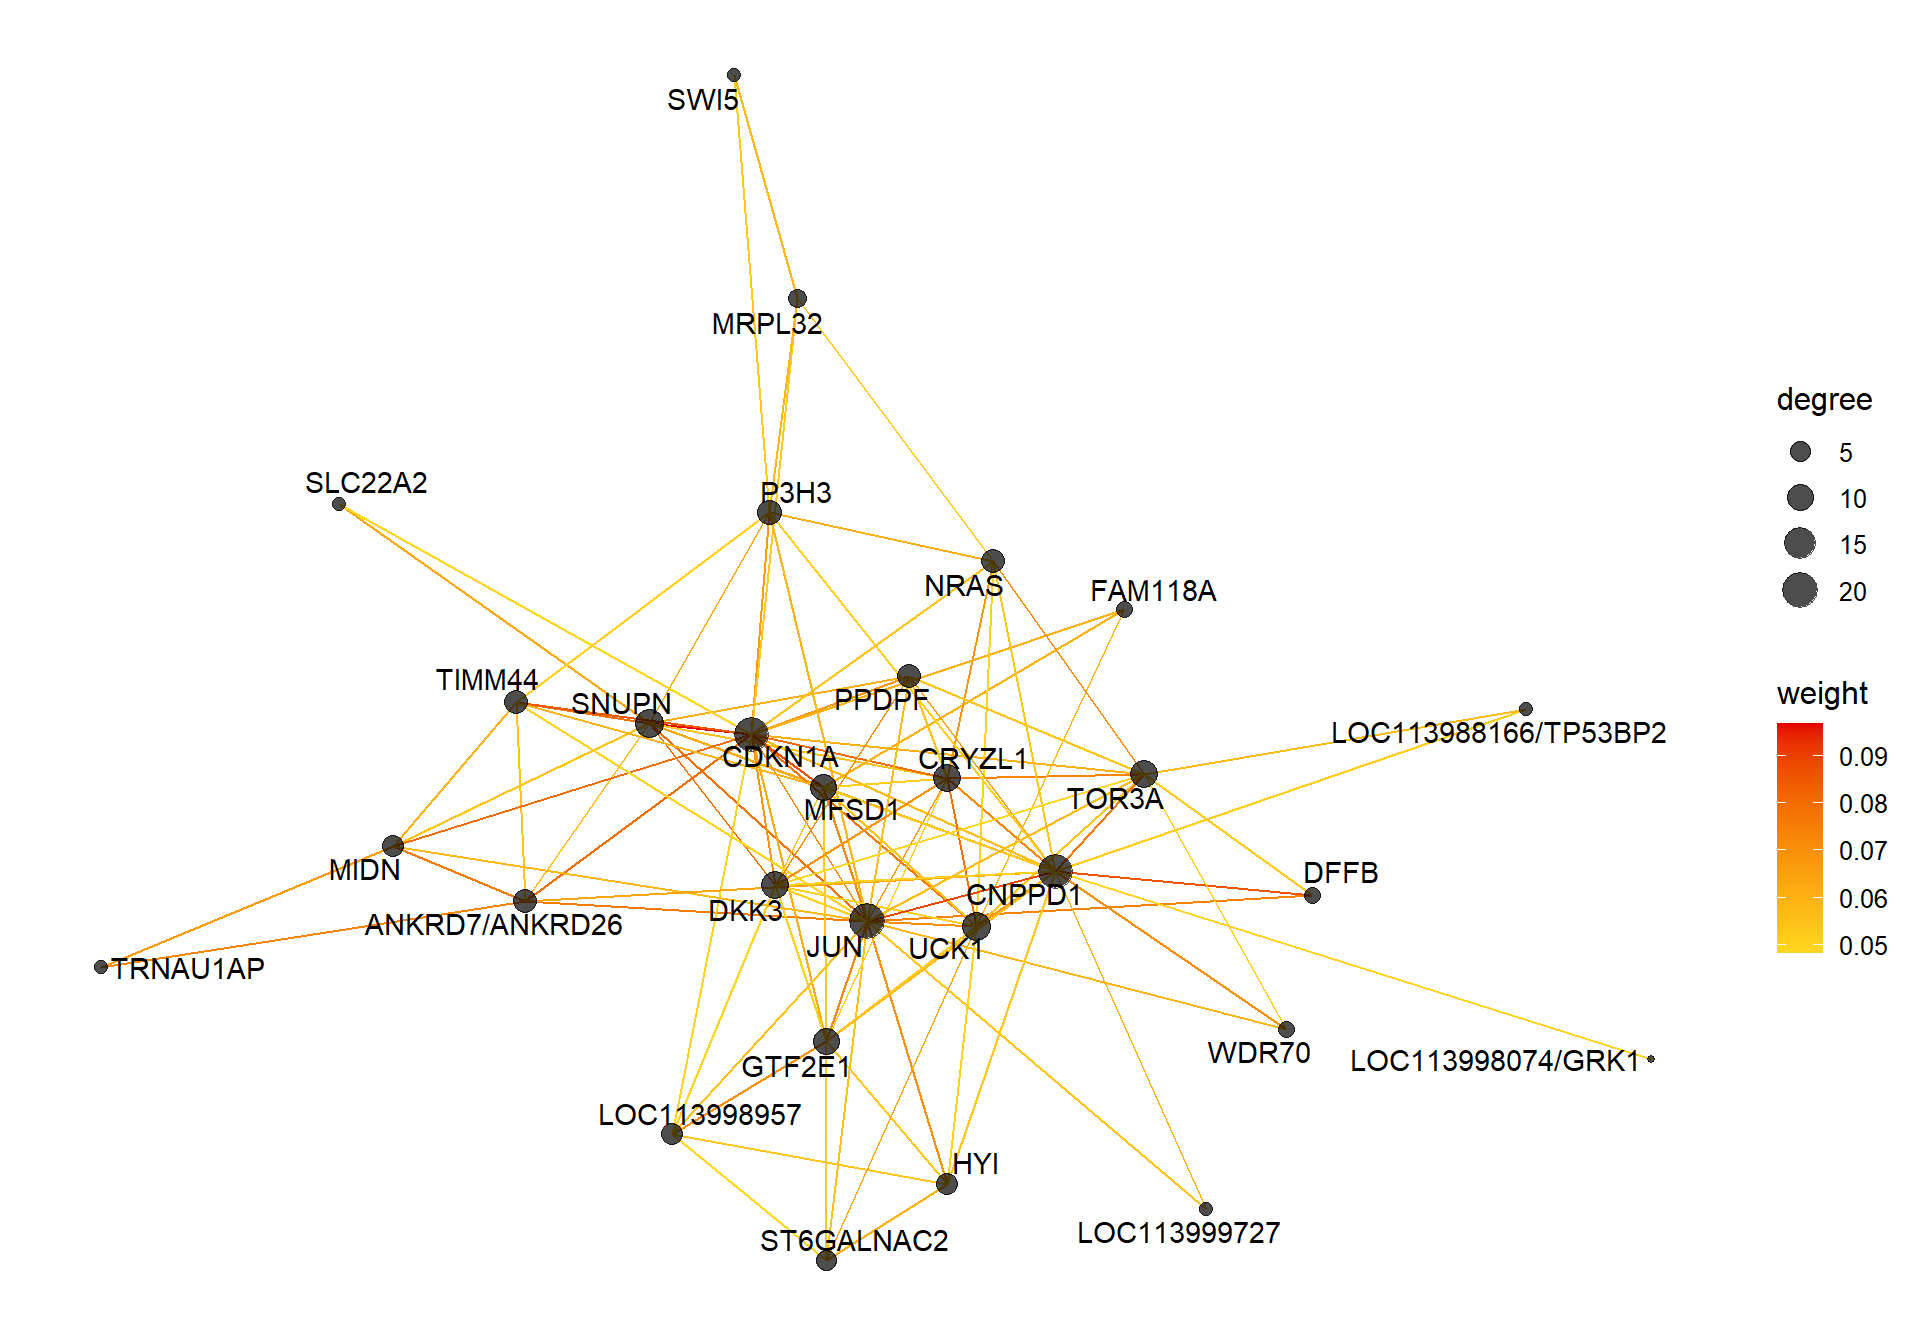 SWI5
MRPL32
degree
5
10
15
20
SLC22A2
P3H3
NRAS
FAM118A
TIMM44
SNUPN
PPDPF
weight
0.09
0.08
0.07
0.06
0.05
LOC113988166/TP53BP2
CDKN1A
CRYZL1
MFSD1
TOR3A
MIDN
DFFB
CNPPD1
DKK3
ANKRD7/ANKRD26
JUN
UCK1
TRNAU1AP
WDR70
LOC113998074/GRK1
GTF2E1
LOC113998957
HYI
LOC113999727
ST6GALNAC2